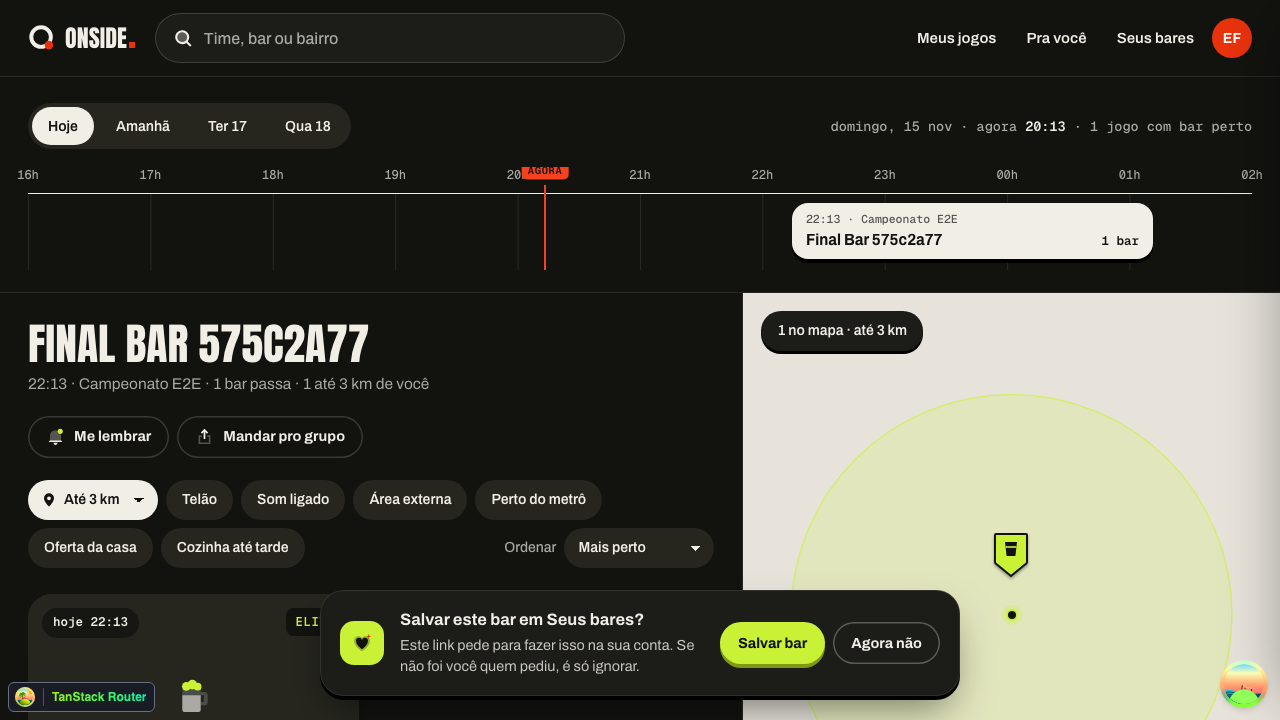 ONSIDE.
Time, bar ou bairro
Meus jogos
Pra você
Seus bares
EF
Hoje
Amanhã
Ter 17
Qua 18
domingo, 15 nov · agora 20:13 · 1 jogo com bar perto
16h
17h
18h
19h
20
AGORA
21h
22h
23h
00h
01h
02h
22:13 · Campeonato E2E
Final Bar 575c2a77
1 bar
FINAL BAR 575C2A77
22:13 · Campeonato E2E · 1 bar passa · 1 até 3 km de você
Me lembrar
Mandar pro grupo
Até 3 km
Telão
Som ligado
Área externa
Perto do metrô
Oferta da casa
Cozinha até tarde
Ordenar
Mais perto
1 no mapa · até 3 km
hoje 22:13
ELI
Salvar este bar em Seus bares?
Este link pede para fazer isso na sua conta. Se
não foi você quem pediu, é só ignorar.
Salvar bar
Agora não
TanStack Router